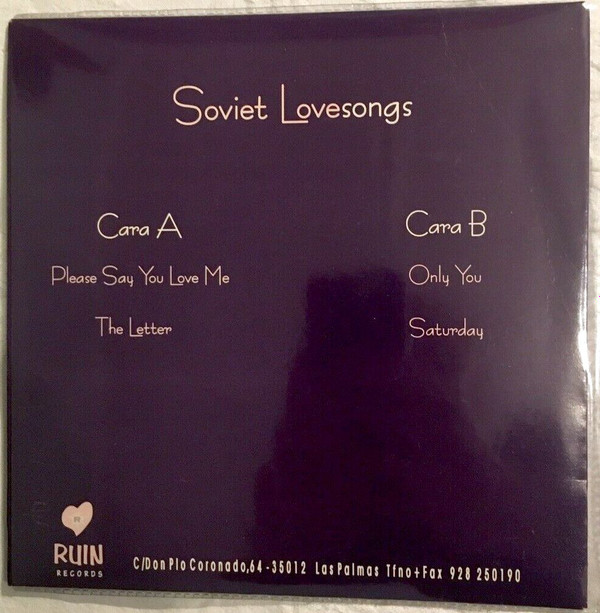 Soviet Lovesongs
Cara A
Please Say You Love Me
The Letter
Cara B
Only You
Saturday
RUIN
RECORDS
C/Don Pio Coronado,64-35012 Las Palmas Tfno+Fax 928 250190